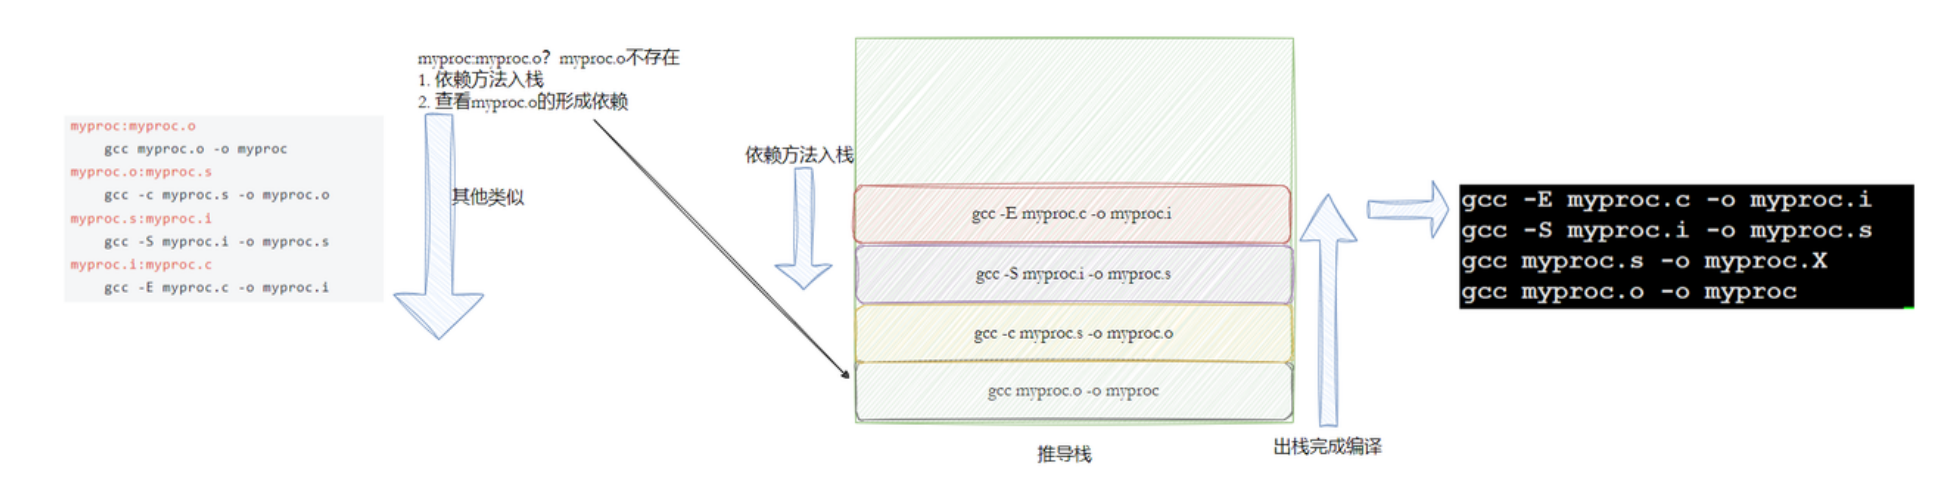 myproc:myproc.o
gcc myproc.o -o myproc
myproc.o:myproc.s
gcc -c myproc.s -o myproc.o
myproc.s:myproc.i
gcc -S myproc.i -o myproc.s
myproc.i:myproc.c
gcc -E myproc.c -o myproc.i
myproc:myproc.o？ myproc.o不存在
1. 依赖方法入栈
2. 查看myproc.o的形成依赖
其他类似
依赖方法入栈
gcc -E myproc.c -o myproc.i
gcc -S myproc.i -o myproc.s
gcc -c myproc.s -o myproc.o
gcc myproc.o -o myproc
推导栈
出栈完成编译
gcc -E myproc.c -o myproc.i
gcc -S myproc.i -o myproc.s
gcc myproc.s -o myproc.X
gcc myproc.o -o myproc